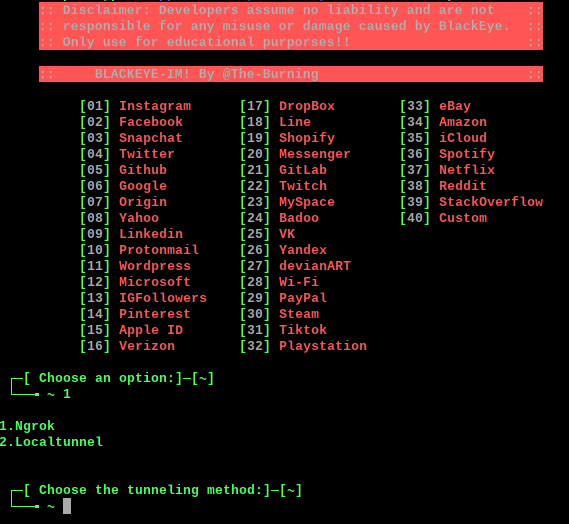 :: Disclaimer: Developers assume no liability and are not ::
:: responsible for any misuse or damage caused by BlackEye. ::
:: Only use for educational purporses!! ::
:: BLACKEYE-IM! By @The-Burning ::
[01] Instagram [17] DropBox [33] eBay
[02] Facebook [18] Line [34] Amazon
[03] Snapchat [19] Shopify [35] iCloud
[04] Twitter [20] Messenger [36] Spotify
[05] Github [21] GitLab [37] Netflix
[06] Google [22] Twitch [38] Reddit
[07] Origin [23] MySpace [39] StackOverflow
[08] Yahoo [24] Badoo [40] Custom
[09] Linkedin [25] VK
[10] Protonmail [26] Yandex
[11] Wordpress [27] devianART
[12] Microsoft [28] Wi-Fi
[13] IGFollowers [29] PayPal
[14] Pinterest [30] Steam
[15] Apple ID [31] Tiktok
[16] Verizon [32] Playstation
┌─[ Choose an option:]─[~]
└──╼ ~ 1
1.Ngrok
2.Localtunnel
┌─[ Choose the tunneling method:]─[~]
└──╼ ~